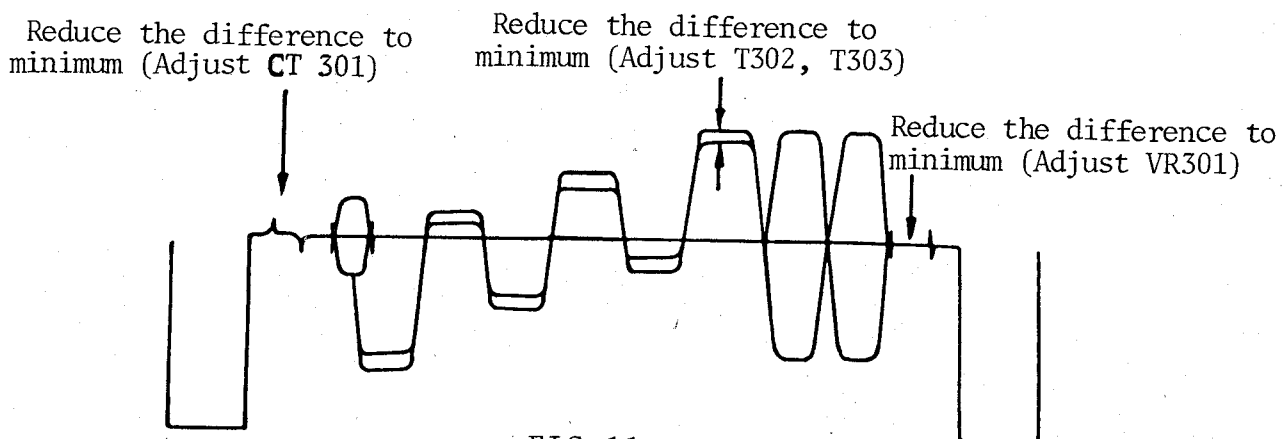 Reduce the difference to
minimum (Adjust CT 301)
Reduce the difference to
minimum (Adjust T302, T303)
Reduce the difference to
minimum (Adjust VR301)